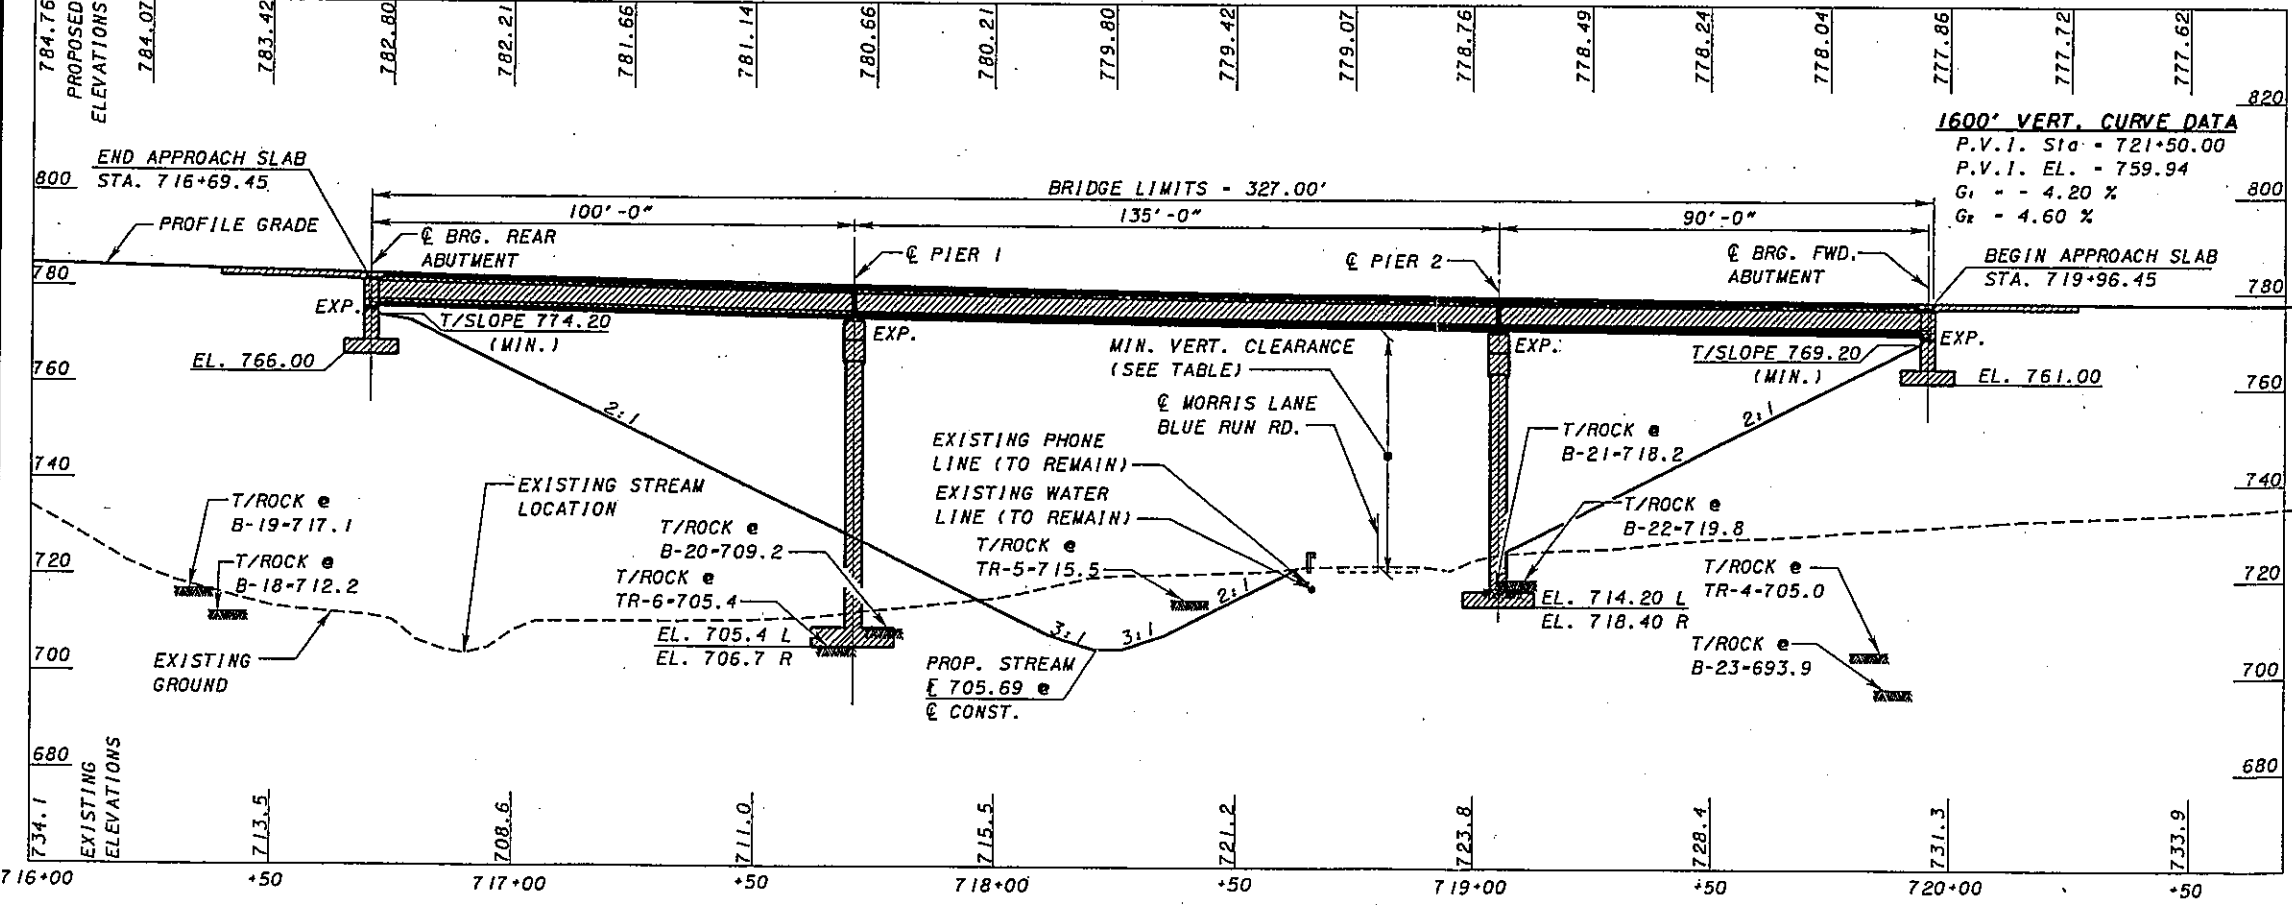 784.76
784.07
783.42
782.80
782.21
781.66
781.14
780.66
780.21
779.80
779.42
779.07
778.76
778.49
778.24
778.04
777.86
777.72
777.62
PROPOSED
ELEVATIONS
820
1600' VERT. CURVE DATA
P.V.I. Sta = 721+50.00
P.V.I. EL. = 759.94
G₁ = - 4.20 %
G₂ = 4.60 %
END APPROACH SLAB
STA. 716+69.45
800
BRIDGE LIMITS = 327.00'
800
100'-0"
135'-0"
90'-0"
PROFILE GRADE
℄ BRG. REAR
ABUTMENT
℄ PIER 1
℄ PIER 2
℄ BRG. FWD.
ABUTMENT
BEGIN APPROACH SLAB
STA. 719+96.45
780
780
EXP.
T/SLOPE 774.20
(MIN.)
EXP.
MIN. VERT. CLEARANCE
(SEE TABLE)
EXP.
T/SLOPE 769.20
(MIN.)
EXP.
EL. 766.00
760
EL. 761.00
760
2:1
2:1
℄ MORRIS LANE
BLUE RUN RD.
EXISTING PHONE
LINE (TO REMAIN)
T/ROCK @
B-21=718.2
740
EXISTING STREAM
LOCATION
EXISTING WATER
LINE (TO REMAIN)
740
T/ROCK @
B-19=717.1
T/ROCK @
B-20=709.2
T/ROCK @
B-22=719.8
T/ROCK @
TR-5=715.5
720
T/ROCK @
B-18=712.2
T/ROCK @
TR-6=705.4
2:1
T/ROCK @
TR-4=705.0
720
EL. 714.20 L
EL. 718.40 R
EL. 705.4 L
EL. 706.7 R
3:1
3:1
T/ROCK @
B-23=693.9
EXISTING
GROUND
700
PROP. STREAM
℄ 705.69 @
℄ CONST.
700
680
680
EXISTING
ELEVATIONS
734.1
713.5
708.6
711.0
715.5
721.2
723.8
728.4
731.3
733.9
716+00
+50
717+00
+50
718+00
+50
719+00
+50
720+00
+50